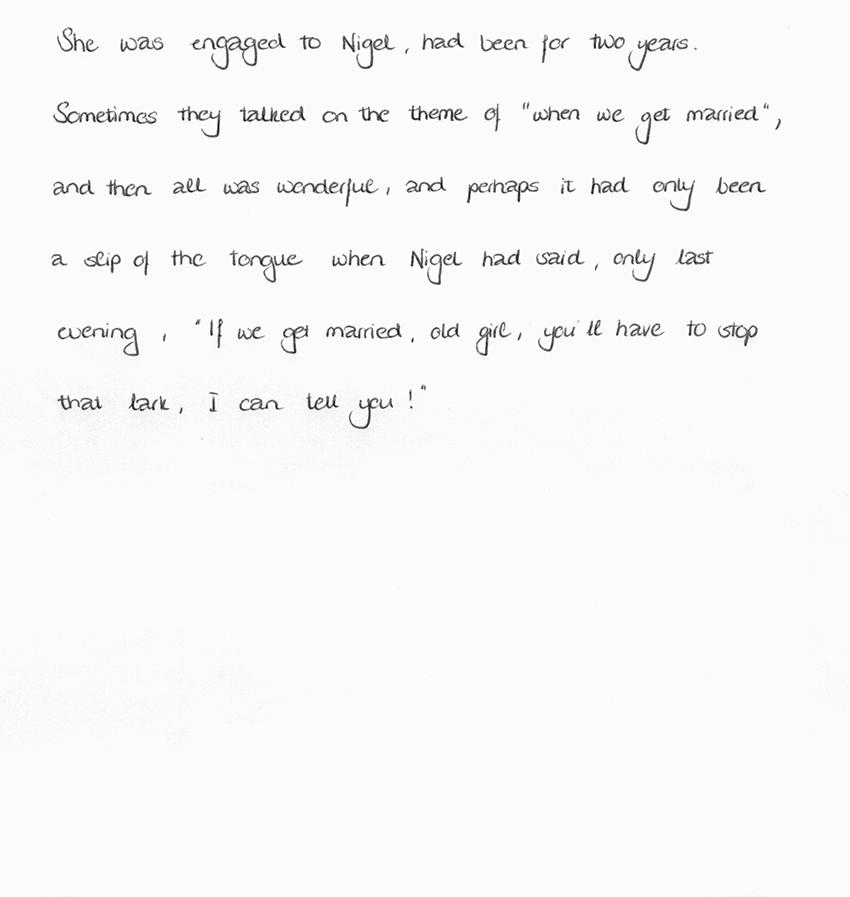 She was engaged to Nigel, had been for two years.
Sometimes they talked on the theme of "when we get married",
and then all was wonderful, and perhaps it had only been
a slip of the tongue when Nigel had said, only last
evening, "If we get married, old girl, you'll have to stop
that lark, I can tell you!"